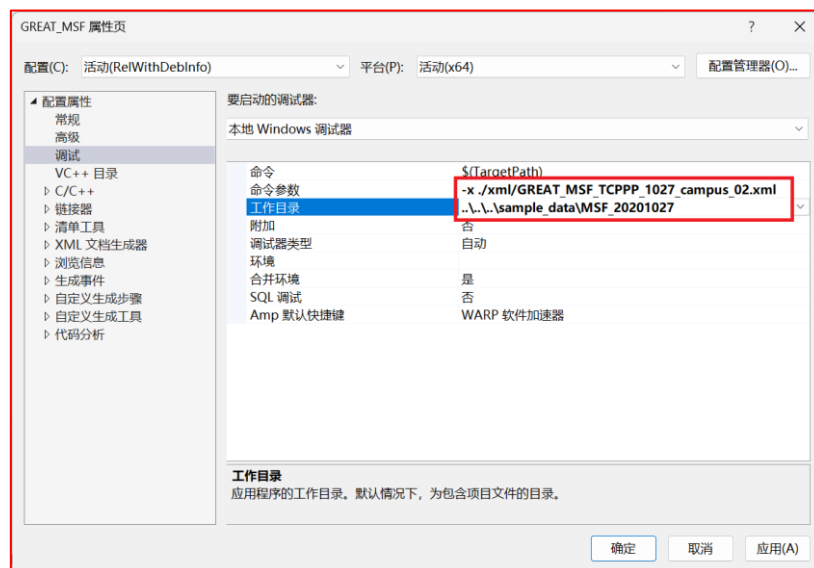 GREAT_MSF 属性页
? ×
配置(C): 活动(RelWithDebInfo) 平台(P): 活动(x64) 配置管理器(O)...
配置属性
常规
高级
调试
VC++ 目录
C/C++
链接器
清单工具
XML 文档生成器
浏览信息
生成事件
自定义生成步骤
自定义生成工具
代码分析
要启动的调试器:
本地 Windows 调试器
命令 $(TargetPath)
命令参数 -x ./xml/GREAT_MSF_TCPPP_1027_campus_02.xml
工作目录 ..\..\..\sample_data\MSF_20201027
附加 否
调试器类型 自动
环境
合并环境 是
SQL 调试 否
Amp 默认快捷键 WARP 软件加速器
工作目录
应用程序的工作目录。默认情况下，为包含项目文件的目录。
确定 取消 应用(A)